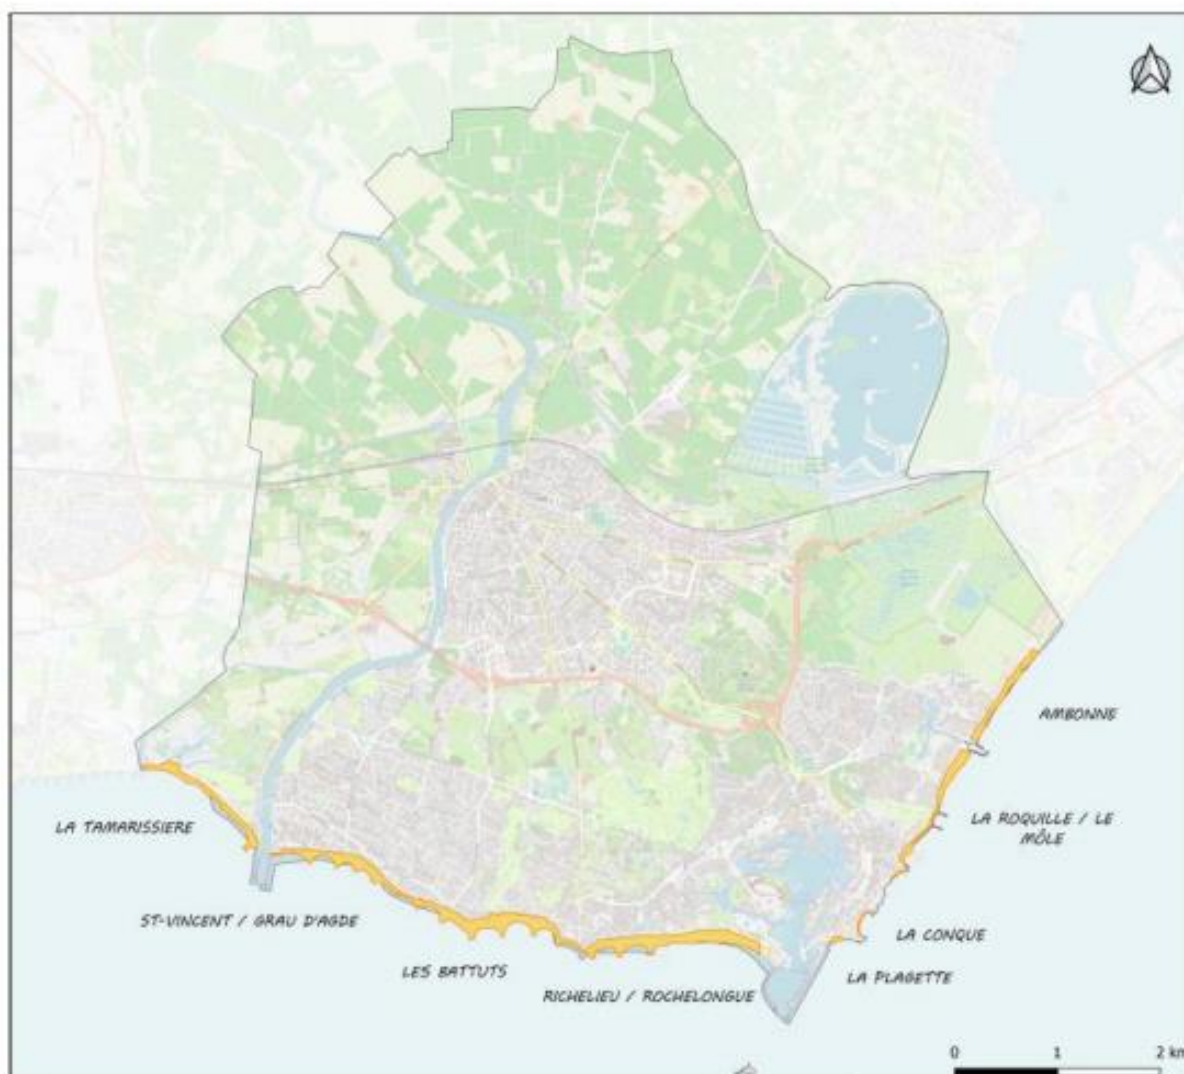 AMBONNE
LA TAMARISSIERE
LA ROQUILLE / LE
MÔLE
ST-VINCENT / GRAU D'AGDE
LA CONQUE
LES BATTUTS
LA PLAGETTE
RICHELIEU / ROCHELONGUE
0 1 2 km